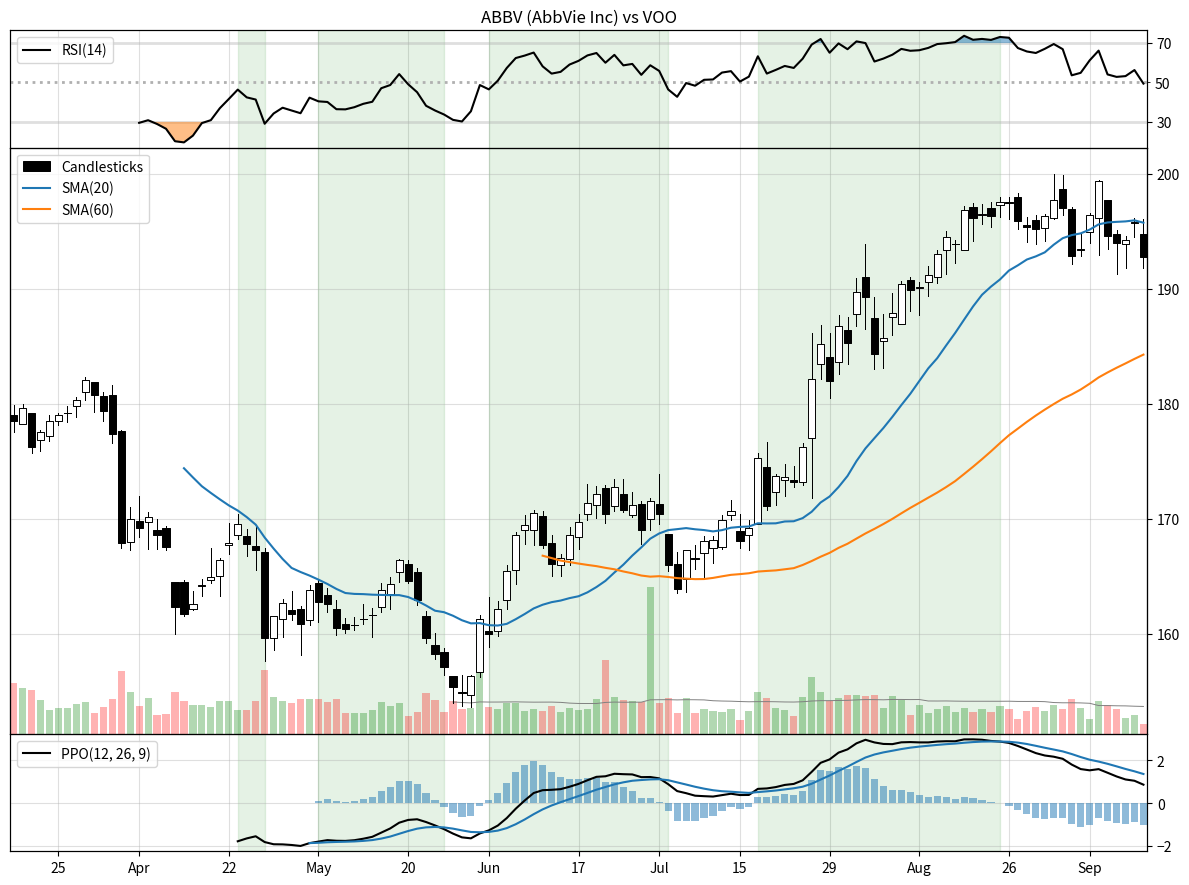 ABBV (AbbVie Inc) vs VOO
RSI(14)
70
50
30
Candlesticks
SMA(20)
SMA(60)
200
190
180
170
160
PPO(12, 26, 9)
2
0
−2
25 Apr 22 May 20 Jun 17 Jul 15 29 Aug 26 Sep